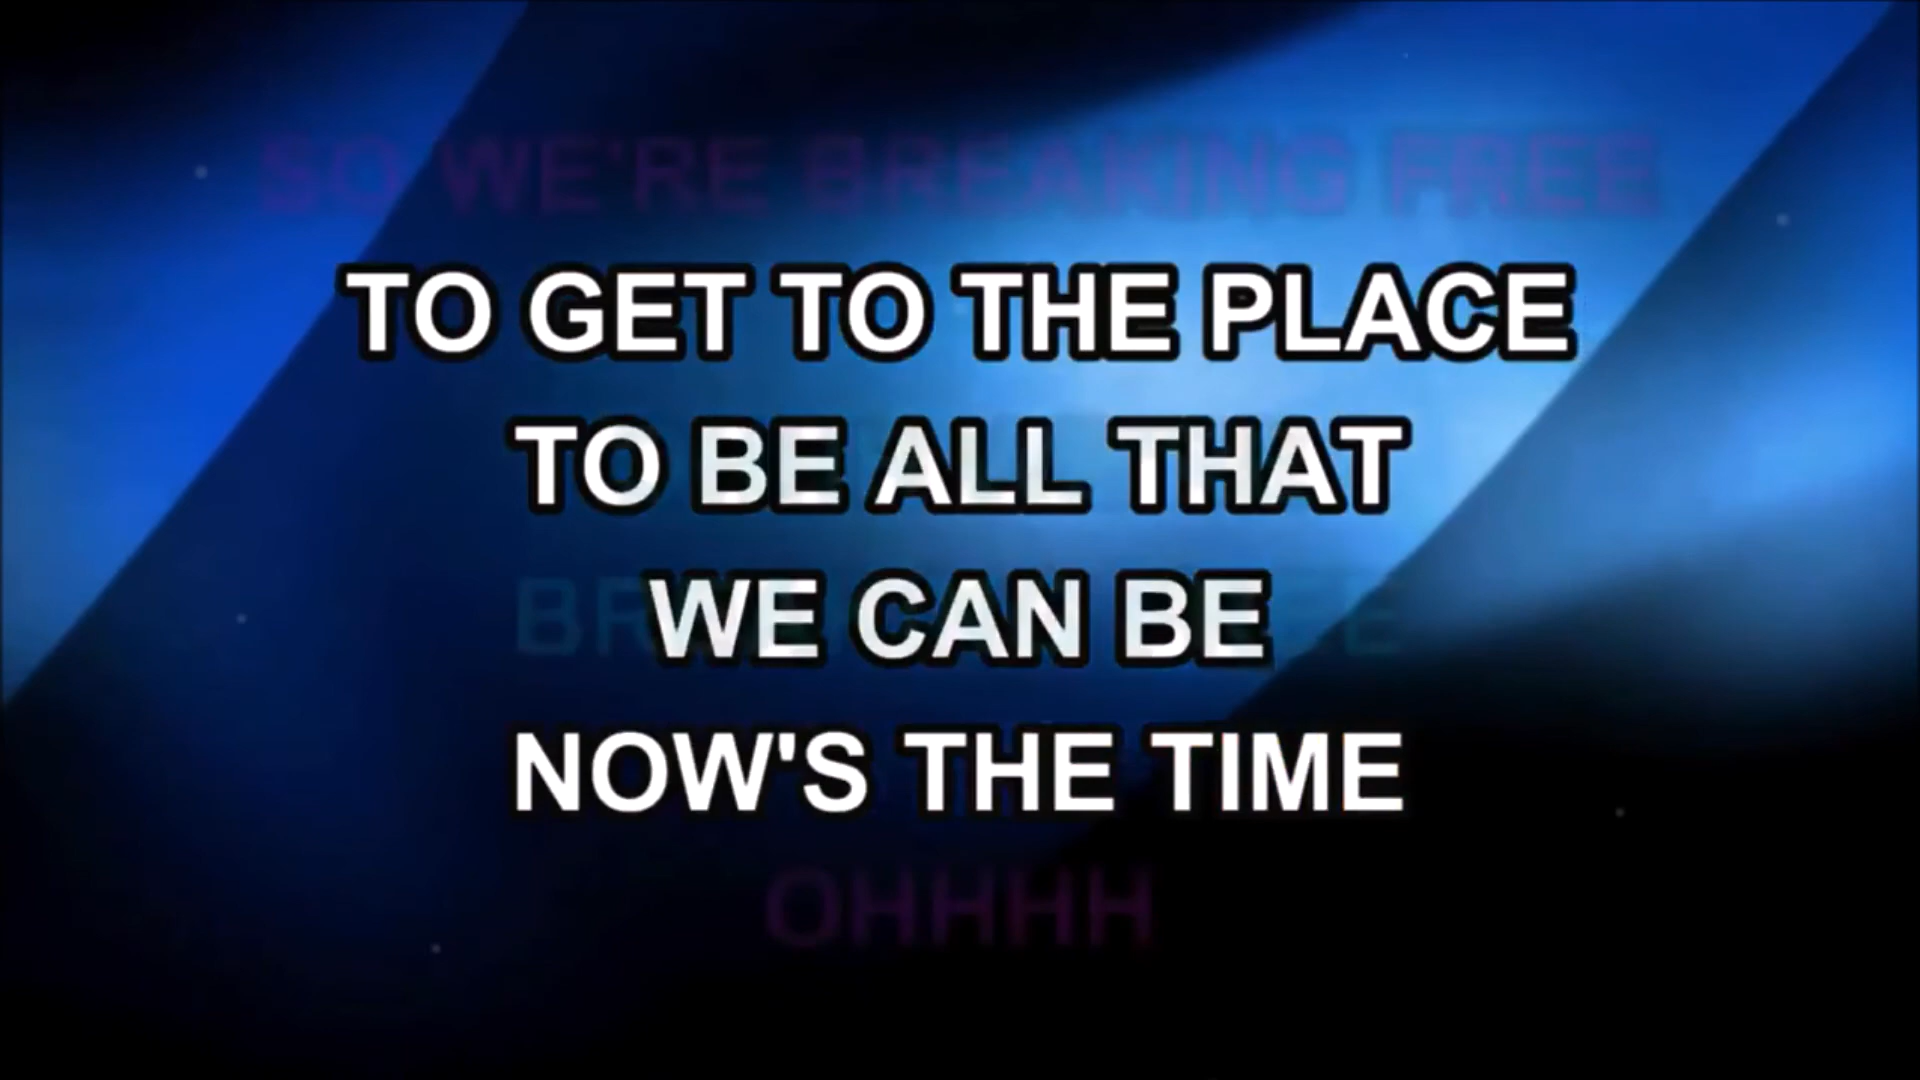 SO WE'RE BREAKING FREE
TO GET TO THE PLACE
TO BE ALL THAT
WE CAN BE
NOW'S THE TIME
OHHHH